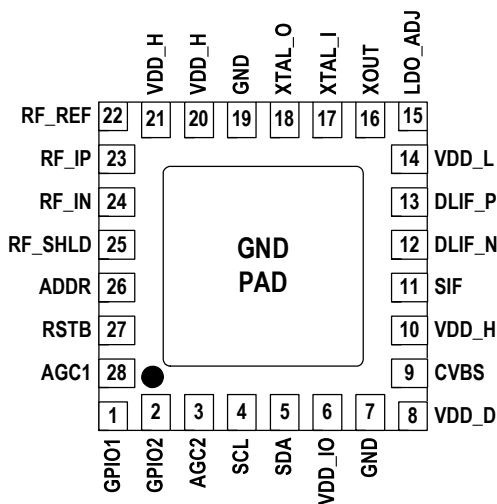 VDD_H
VDD_H
GND
XTAL_O
XTAL_I
XOUT
LDO_ADJ
RF_REF 22 21 20 19 18 17 16 15
RF_IP 23 14 VDD_L
RF_IN 24 13 DLIF_P
RF_SHLD 25 GND 12 DLIF_N
ADDR 26 PAD 11 SIF
RSTB 27 10 VDD_H
AGC1 28 9 CVBS
1 2 3 4 5 6 7 8 VDD_D
GPIO1
GPIO2
AGC2
SCL
SDA
VDD_IO
GND